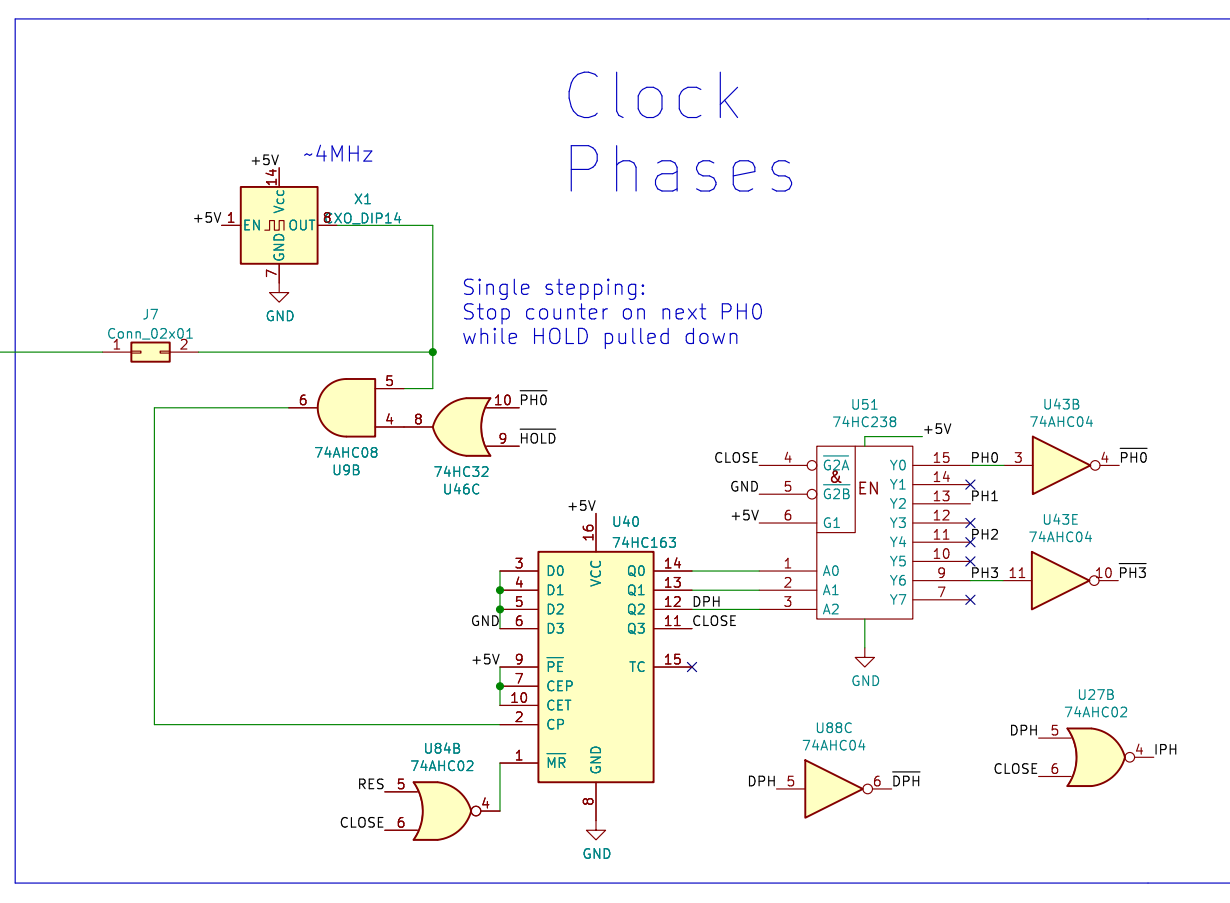 Clock
Phases
~4MHz
+5V
14
Vcc
X1
CXO_DIP14
+5V
1
EN
OUT
8
GND
7
GND
Single stepping:
Stop counter on next PH0
while HOLD pulled down
J7
Conn_02x01
1
2
6
5
4
74AHC08
U9B
8
10
PH0
9
HOLD
74HC32
U46C
U51
74HC238
+5V
CLOSE
4
G2A
&
GND
5
G2B
EN
+5V
6
G1
1
A0
2
A1
3
A2
Y0
15
PH0
Y1
14
Y2
13
PH1
Y3
12
Y4
11
PH2
Y5
10
Y6
9
PH3
Y7
7
GND
U43B
74AHC04
3
4
PH0
U43E
74AHC04
11
10
PH3
+5V
16
U40
74HC163
VCC
3
D0
Q0
14
4
D1
Q1
13
5
D2
Q2
12
DPH
GND
6
D3
Q3
11
CLOSE
+5V
9
PE
TC
15
7
CEP
10
CET
2
CP
1
MR
GND
8
GND
U84B
74AHC02
RES
5
4
CLOSE
6
U88C
74AHC04
DPH
5
6
DPH
U27B
74AHC02
DPH
5
4
IPH
CLOSE
6